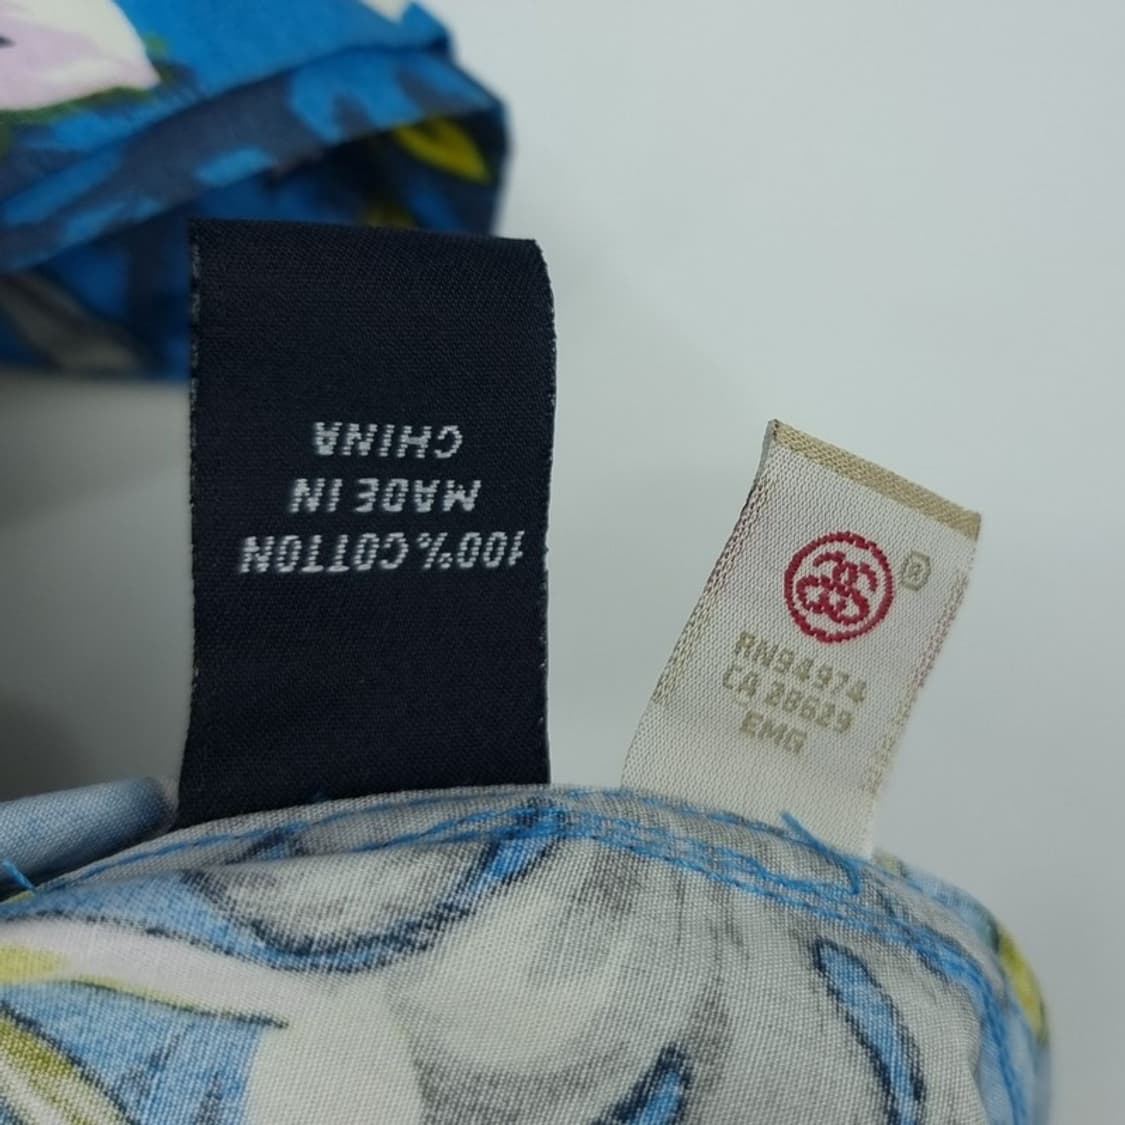 100% COTTON
MADE IN
CHINA
®
RN94974
CA 28629
EMG